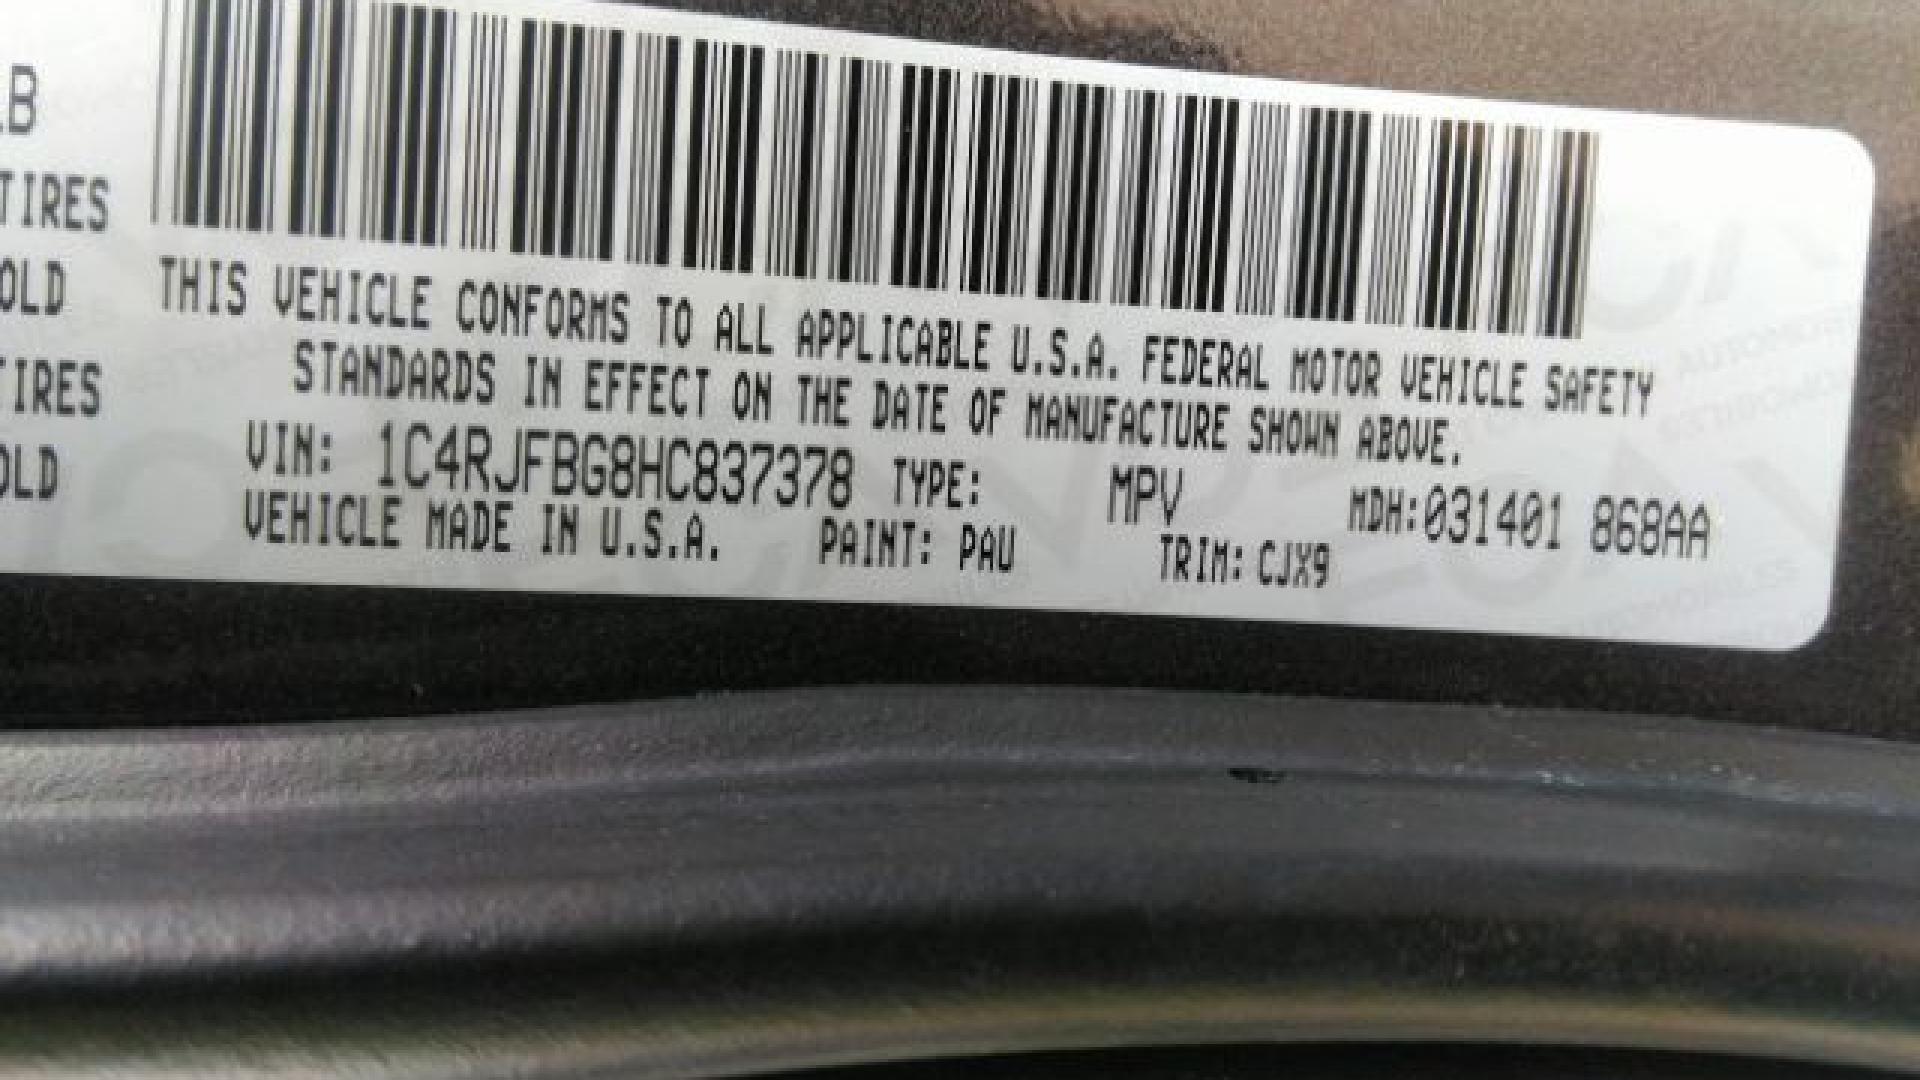 LB
TIRES
OLD
TIRES
OLD
THIS VEHICLE CONFORMS TO ALL APPLICABLE U.S.A. FEDERAL MOTOR VEHICLE SAFETY
STANDARDS IN EFFECT ON THE DATE OF MANUFACTURE SHOWN ABOVE.
VIN: 1C4RJFBG8HC837378 TYPE: MPV MDH:031401 868AA
VEHICLE MADE IN U.S.A. PAINT: PAU TRIM: CJX9